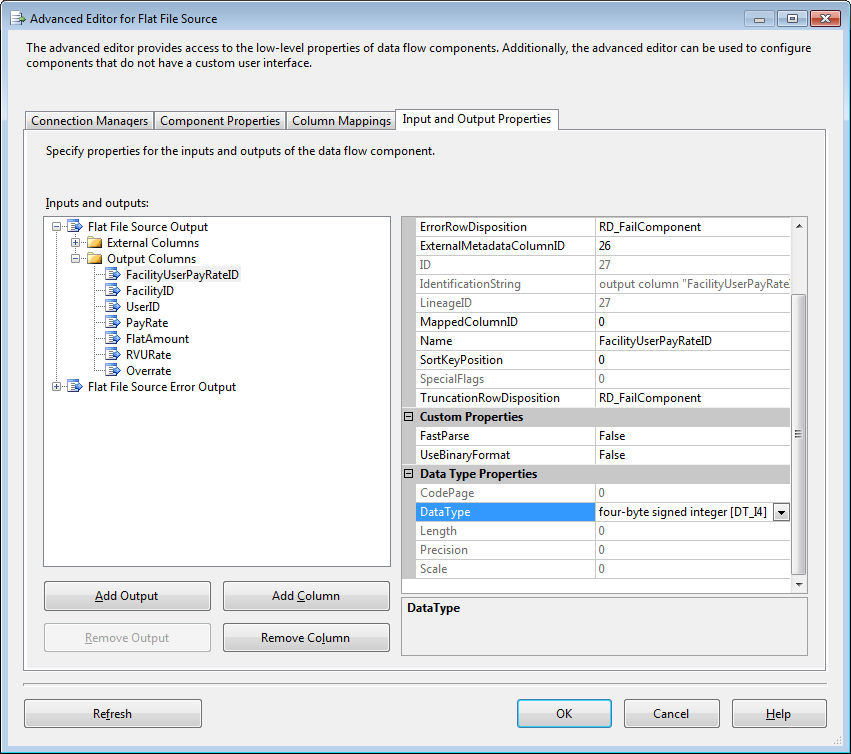 Advanced Editor for Flat File Source
The advanced editor provides access to the low-level properties of data flow components. Additionally, the advanced editor can be used to configure
components that do not have a custom user interface.
Connection Managers
Component Properties
Column Mappings
Input and Output Properties
Specify properties for the inputs and outputs of the data flow component.
Inputs and outputs:
Flat File Source Output
External Columns
Output Columns
FacilityUserPayRateID
FacilityID
UserID
PayRate
FlatAmount
RVURate
Overrate
Flat File Source Error Output
ErrorRowDisposition RD_FailComponent
ExternalMetadataColumnID 26
ID 27
IdentificationString output column "FacilityUserPayRateI
LineageID 27
MappedColumnID 0
Name FacilityUserPayRateID
SortKeyPosition 0
SpecialFlags 0
TruncationRowDisposition RD_FailComponent
Custom Properties
FastParse False
UseBinaryFormat False
Data Type Properties
CodePage 0
DataType four-byte signed integer [DT_I4]
Length 0
Precision 0
Scale 0
Add Output
Add Column
Remove Output
Remove Column
DataType
Refresh
OK
Cancel
Help